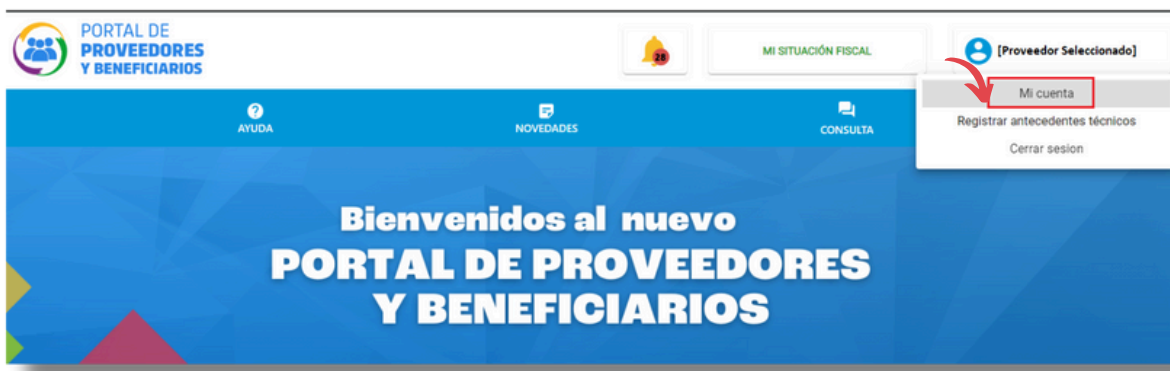 PORTAL DE
PROVEEDORES
Y BENEFICIARIOS
28
MI SITUACIÓN FISCAL
[Proveedor Seleccionado]
Mi cuenta
Registrar antecedentes técnicos
Cerrar sesion
AYUDA
NOVEDADES
CONSULTA
Bienvenidos al nuevo
PORTAL DE PROVEEDORES
Y BENEFICIARIOS